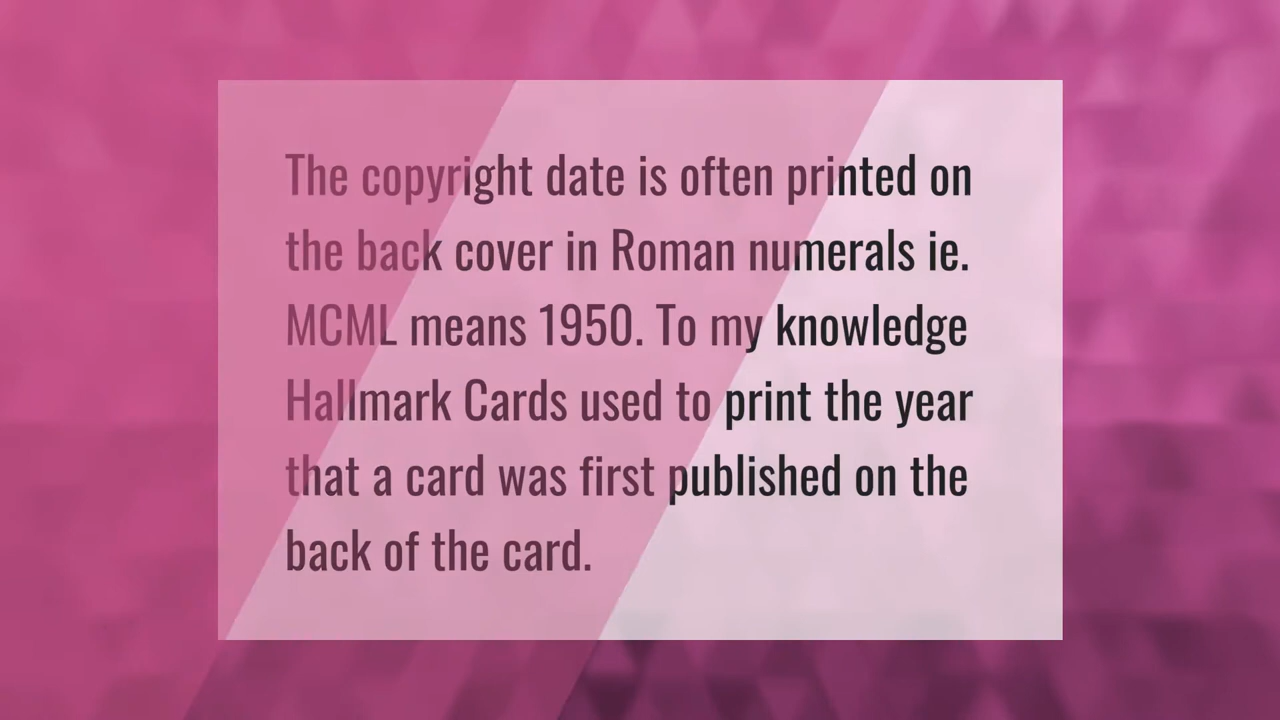 The copyright date is often printed on
the back cover in Roman numerals ie.
MCML means 1950. To my knowledge
Hallmark Cards used to print the year
that a card was first published on the
back of the card.